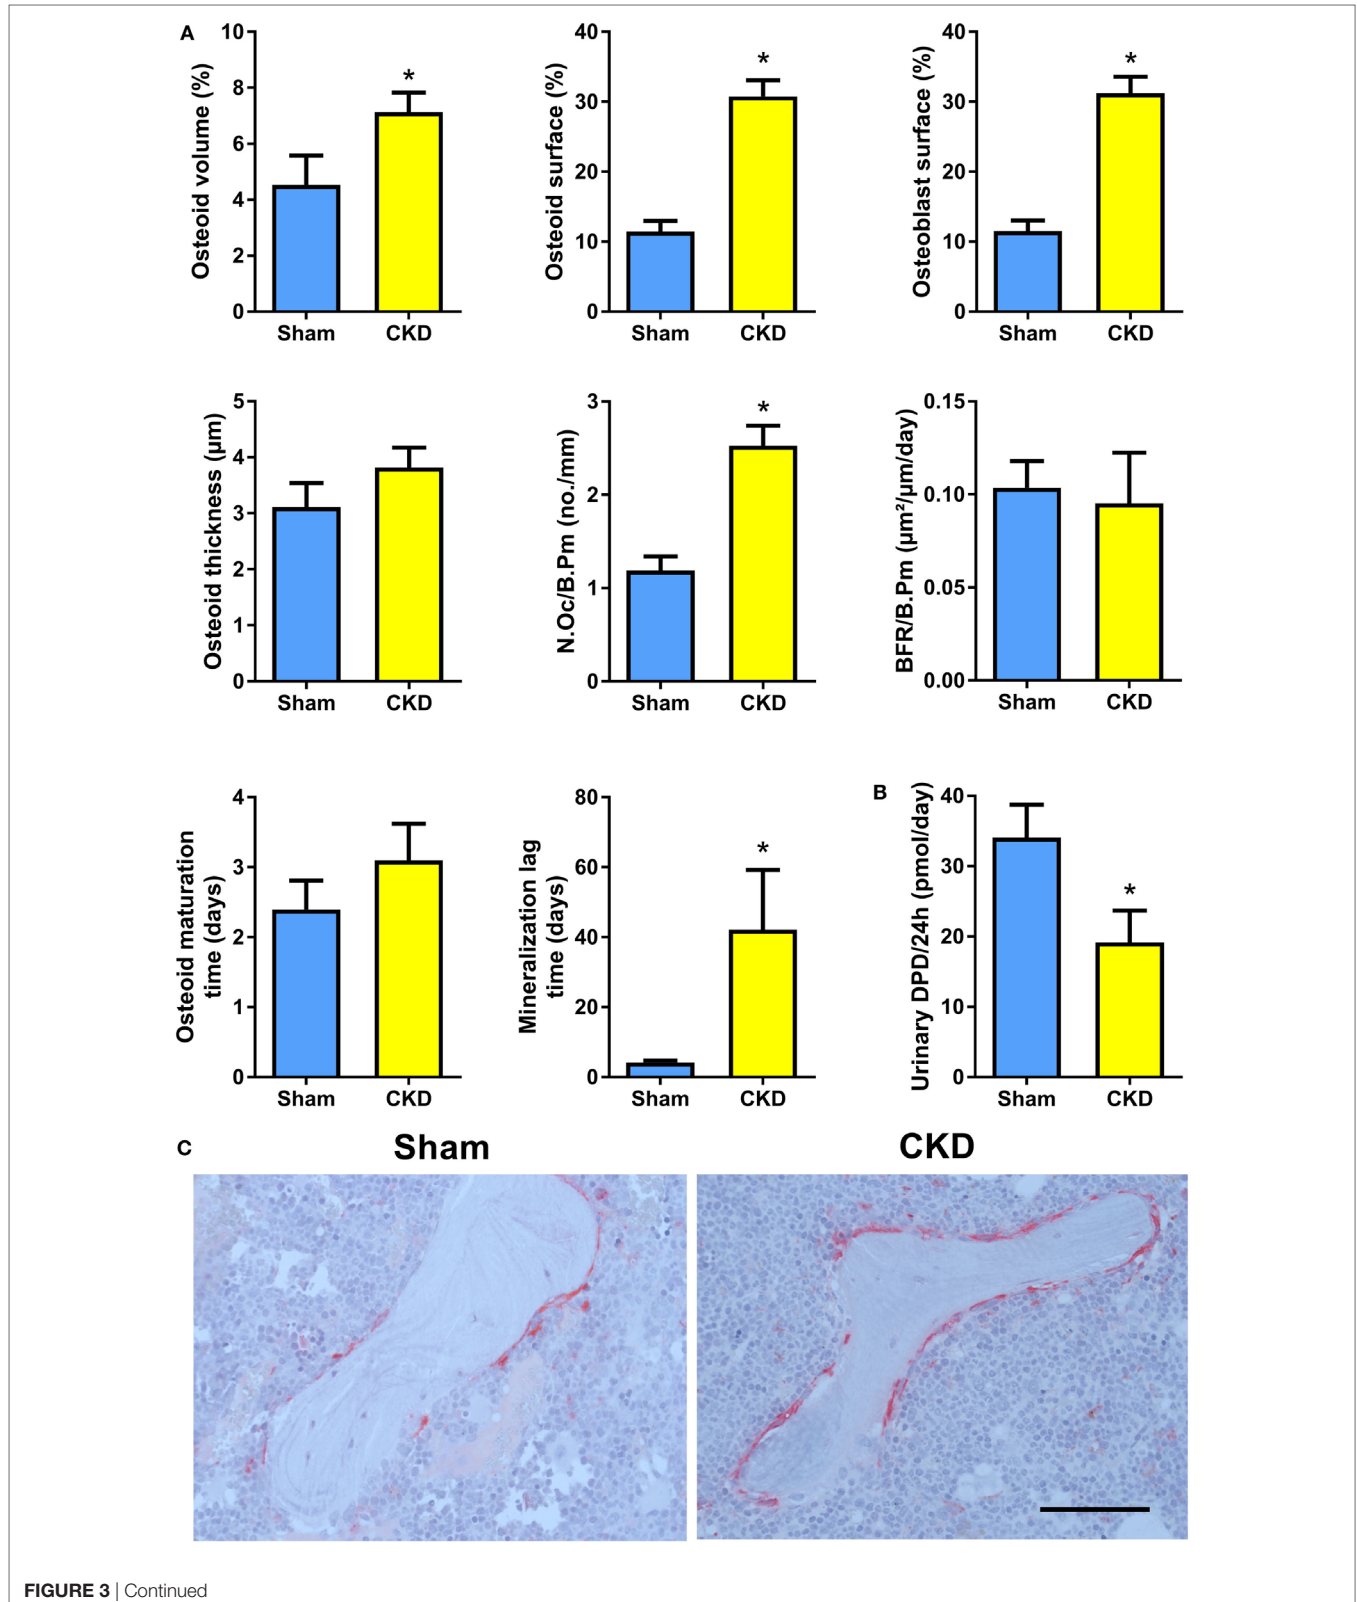 A
Osteoid volume (%)
10
8
6
4
2
0
Sham
CKD
*
Osteoid surface (%)
40
30
20
10
0
Sham
CKD
*
Osteoblast surface (%)
40
30
20
10
0
Sham
CKD
*
Osteoid thickness (µm)
5
4
3
2
1
0
Sham
CKD
N.Oc/B.Pm (no./mm)
3
2
1
0
Sham
CKD
*
BFR/B.Pm (µm²/µm/day)
0.15
0.10
0.05
0.00
Sham
CKD
Osteoid maturation
time (days)
4
3
2
1
0
Sham
CKD
Mineralization lag
time (days)
80
60
40
20
0
Sham
CKD
*
B
Urinary DPD/24h (pmol/day)
40
30
20
10
0
Sham
CKD
*
C
Sham
CKD
FIGURE 3 | Continued